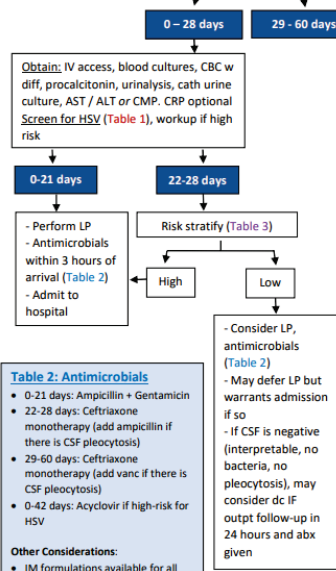 0 – 28 days
29 - 60 days
Obtain: IV access, blood cultures, CBC w
diff, procalcitonin, urinalysis, cath urine
culture, AST / ALT or CMP. CRP optional
Screen for HSV (Table 1), workup if high
risk
0-21 days
22-28 days
- Perform LP
- Antimicrobials
within 3 hours of
arrival (Table 2)
- Admit to
hospital
Risk stratify (Table 3)
High
Low
- Consider LP,
antimicrobials
(Table 2)
- May defer LP but
warrants admission
if so
- If CSF is negative
(interpretable, no
bacteria, no
pleocytosis), may
consider dc IF
outpt follow-up in
24 hours and abx
given
Table 2: Antimicrobials
• 0-21 days: Ampicillin + Gentamicin
• 22-28 days: Ceftriaxone
monotherapy (add ampicillin if
there is CSF pleocytosis)
• 29-60 days: Ceftriaxone
monotherapy (add vanc if there is
CSF pleocytosis)
• 0-42 days: Acyclovir if high-risk for
HSV
Other Considerations:
• IM formulations available for all